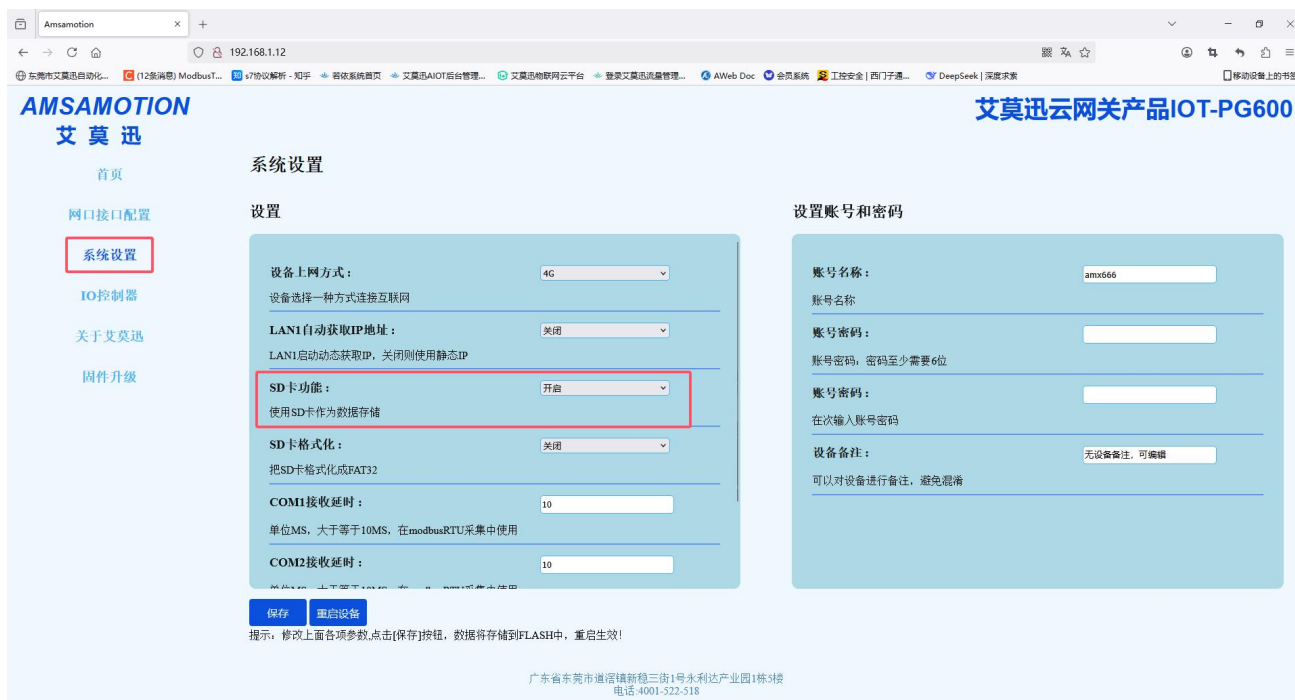 Amsamotion
192.168.1.12
东莞市艾莫迅自动化...
(12条消息) ModbusT...
s7协议解析 - 知乎
若依系统首页
艾莫迅AIOT后台管理...
艾莫迅物联网云平台
登录艾莫迅流量管理...
AWeb Doc
会员系统
工控安全 | 西门子通...
DeepSeek | 深度求索
移动设备上的书签
AMSAMOTION
艾莫迅
艾莫迅云网关产品IOT-PG600
首页
网口接口配置
系统设置
IO控制器
关于艾莫迅
固件升级
系统设置
设置
设备上网方式：
4G
设备选择一种方式连接互联网
LAN1自动获取IP地址：
关闭
LAN1启动动态获取IP，关闭则使用静态IP
SD卡功能：
开启
使用SD卡作为数据存储
SD卡格式化：
关闭
把SD卡格式化成FAT32
COM1接收延时：
10
单位MS，大于等于10MS，在modbusRTU采集中使用
COM2接收延时：
10
设置账号和密码
账号名称：
amx666
账号名称
账号密码：
账号密码，密码至少需要6位
账号密码：
在次输入账号密码
设备备注：
无设备备注，可编辑
可以对设备进行备注，避免混淆
保存
重启设备
提示：修改上面各项参数,点击[保存]按钮，数据将存储到FLASH中，重启生效！
广东省东莞市道滘镇新稳三街1号永利达产业园1栋5楼
电话:4001-522-518